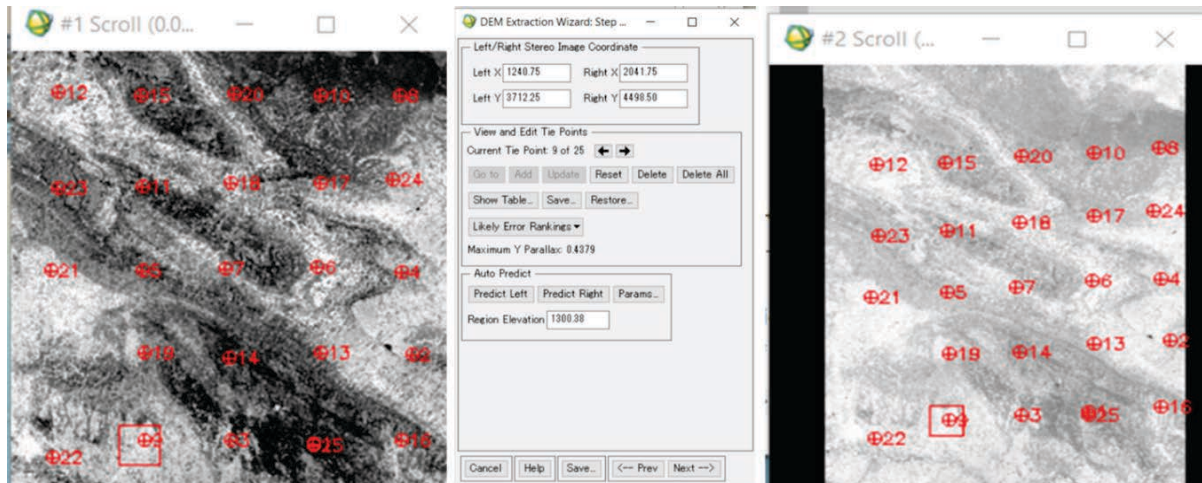 #1 Scroll (0.0...
12 15 20 10 8
23 11 18 17 24
21 5 7 6 4
19 14 13 2
9 3 25 16
22
DEM Extraction Wizard: Step ...
Left/Right Stereo Image Coordinate
Left X 1240.75 Right X 2041.75
Left Y 3712.25 Right Y 4498.50
View and Edit Tie Points
Current Tie Point: 9 of 25
Go to Add Update Reset Delete Delete All
Show Table... Save... Restore...
Likely Error Rankings
Maximum Y Parallax: 0.4379
Auto Predict
Predict Left Predict Right Params...
Region Elevation 1300.38
Cancel Help Save... <-- Prev Next -->
#2 Scroll (...
12 15 20 10 8
23 11 18 17 24
21 5 7 6 4
19 14 13 2
9 3 25 16
22